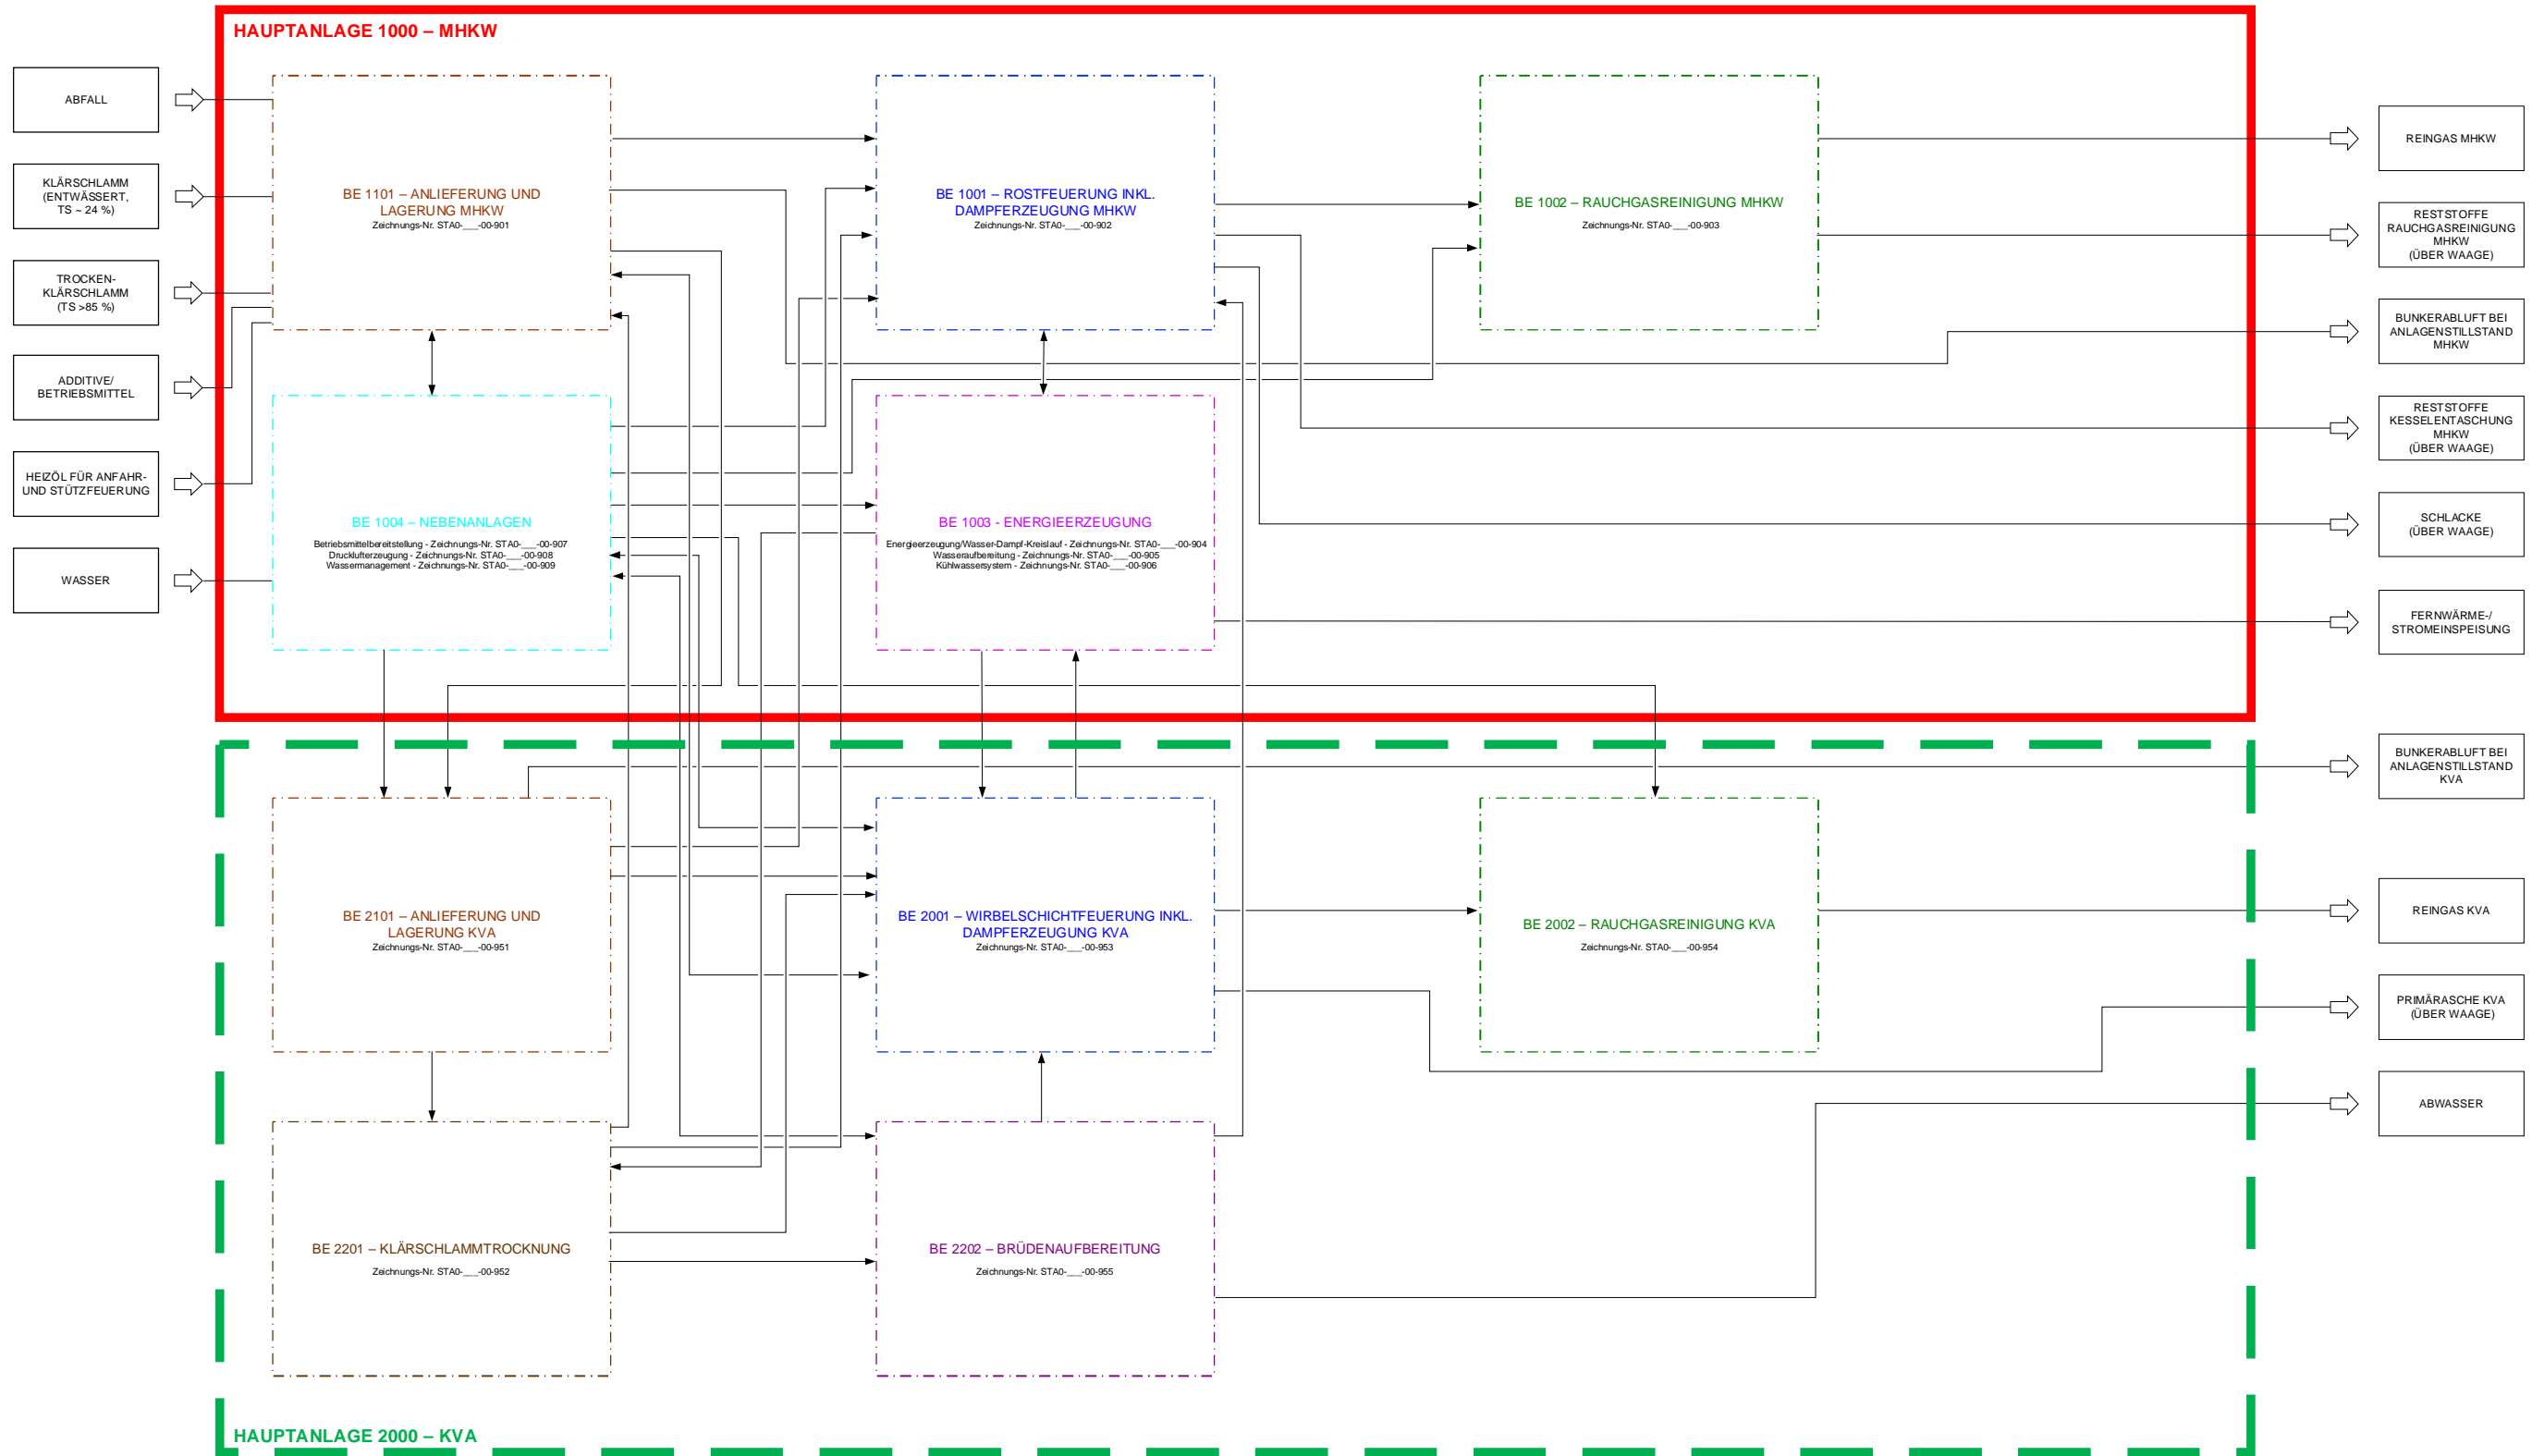 HAUPTANLAGE 1000 – MHKW
ABFALL
KLÄRSCHLAMM
(ENTWÄSSERT,
TS ~ 24 %)
TROCKEN-
KLÄRSCHLAMM
(TS >85 %)
ADDITIVE/
BETRIEBSMITTEL
HEIZÖL FÜR ANFAHR-
UND STÜTZFEUERUNG
WASSER
BE 1101 – ANLIEFERUNG UND
LAGERUNG MHKW
Zeichnungs-Nr. STA0-___-00-901
BE 1001 – ROSTFEUERUNG INKL.
DAMPFERZEUGUNG MHKW
Zeichnungs-Nr. STA0-___-00-902
BE 1002 – RAUCHGASREINIGUNG MHKW
Zeichnungs-Nr. STA0-___-00-903
BE 1004 – NEBENANLAGEN
Betriebsmittelbereitstellung - Zeichnungs-Nr. STA0-___-00-907
Drucklufterzeugung - Zeichnungs-Nr. STA0-___-00-908
Wassermanagement - Zeichnungs-Nr. STA0-___-00-909
BE 1003 - ENERGIEERZEUGUNG
Energieerzeugung/Wasser-Dampf-Kreislauf - Zeichnungs-Nr. STA0-___-00-904
Wasseraufbereitung - Zeichnungs-Nr. STA0-___-00-905
Kühlwassersystem - Zeichnungs-Nr. STA0-___-00-906
REINGAS MHKW
RESTSTOFFE
RAUCHGASREINIGUNG
MHKW
(ÜBER WAAGE)
BUNKERABLUFT BEI
ANLAGENSTILLSTAND
MHKW
RESTSTOFFE
KESSELENTASCHUNG
MHKW
(ÜBER WAAGE)
SCHLACKE
(ÜBER WAAGE)
FERNWÄRME-/
STROMEINSPEISUNG
BUNKERABLUFT BEI
ANLAGENSTILLSTAND
KVA
BE 2101 – ANLIEFERUNG UND
LAGERUNG KVA
Zeichnungs-Nr. STA0-___-00-951
BE 2001 – WIRBELSCHICHTFEUERUNG INKL.
DAMPFERZEUGUNG KVA
Zeichnungs-Nr. STA0-___-00-953
BE 2002 – RAUCHGASREINIGUNG KVA
Zeichnungs-Nr. STA0-___-00-954
REINGAS KVA
PRIMÄRASCHE KVA
(ÜBER WAAGE)
ABWASSER
BE 2201 – KLÄRSCHLAMMTROCKNUNG
Zeichnungs-Nr. STA0-___-00-952
BE 2202 – BRÜDENAUFBEREITUNG
Zeichnungs-Nr. STA0-___-00-955
HAUPTANLAGE 2000 – KVA